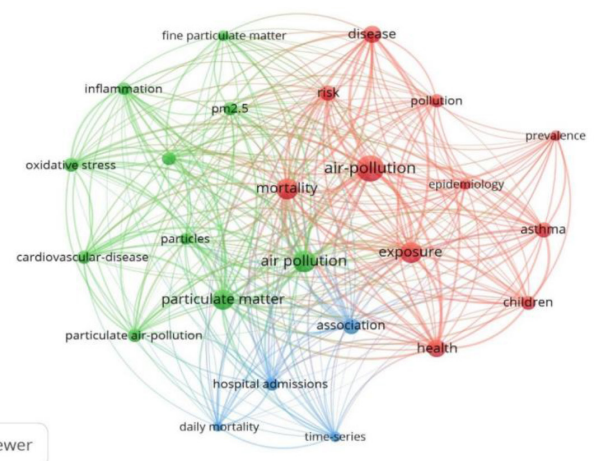 fine particulate matter
disease
inflammation
risk
pm2.5
pollution
prevalence
oxidative stress
air-pollution
mortality
epidemiology
asthma
particles
cardiovascular-disease
air pollution
exposure
particulate matter
children
association
particulate air-pollution
health
hospital admissions
daily mortality
time-series
ewer